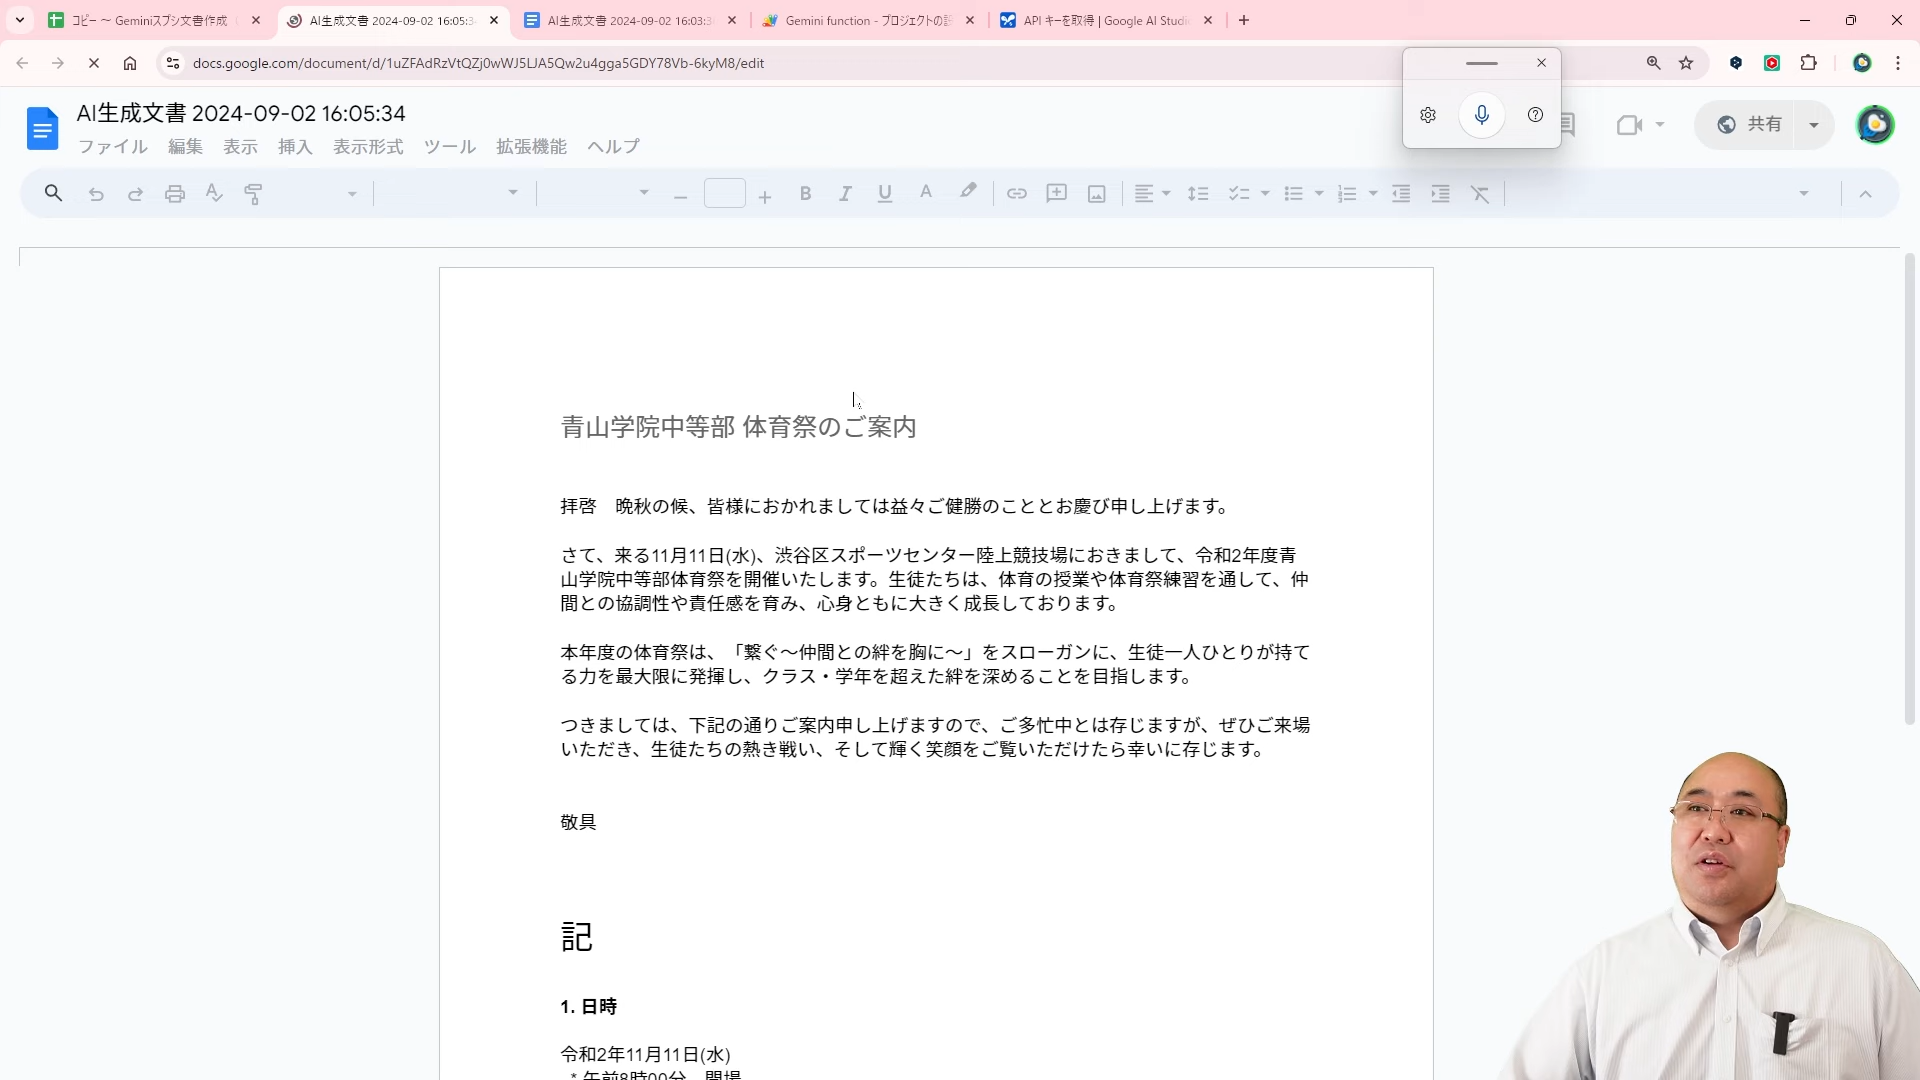 コピー ～ Geminiスプシ文書作成
AI生成文書 2024-09-02 16:05:3
AI生成文書 2024-09-02 16:03:3
Gemini function - プロジェクトの設
API キーを取得 | Google AI Studi
docs.google.com/document/d/1uZFAdRzVtQZj0wWJ5LJA5Qw2u4gga5GDY78Vb-6kyM8/edit
AI生成文書 2024-09-02 16:05:34
共有
ファイル 編集 表示 挿入 表示形式 ツール 拡張機能 ヘルプ
青山学院中等部 体育祭のご案内
拝啓　晩秋の候、皆様におかれましては益々ご健勝のこととお慶び申し上げます。
さて、来る11月11日(水)、渋谷区スポーツセンター陸上競技場におきまして、令和2年度青
山学院中等部体育祭を開催いたします。生徒たちは、体育の授業や体育祭練習を通して、仲
間との協調性や責任感を育み、心身ともに大きく成長しております。
本年度の体育祭は、「繋ぐ～仲間との絆を胸に～」をスローガンに、生徒一人ひとりが持て
る力を最大限に発揮し、クラス・学年を超えた絆を深めることを目指します。
つきましては、下記の通りご案内申し上げますので、ご多忙中とは存じますが、ぜひご来場
いただき、生徒たちの熱き戦い、そして輝く笑顔をご覧いただけたら幸いに存じます。
敬具
記
1. 日時
令和2年11月11日(水)
* 午前8時00分　開場